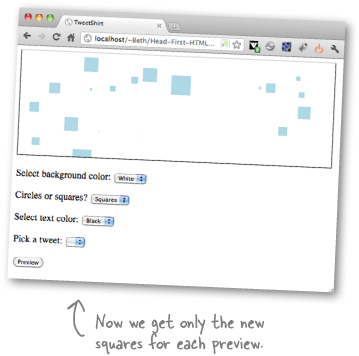 TweetShirt
localhost/~Beth/Head-First-HTML...
Select background color: White
Circles or squares? Squares
Select text color: Black
Pick a tweet:
Preview
Now we get only the new
squares for each preview.